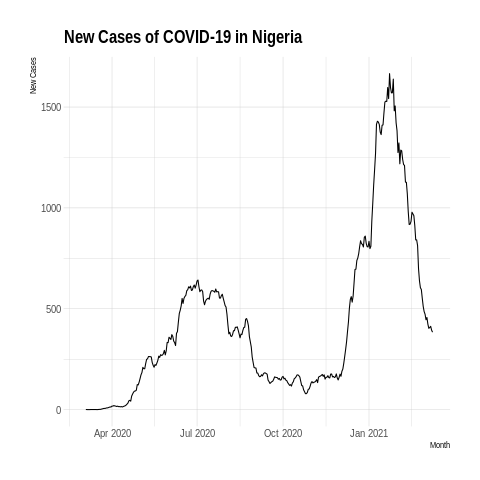 New Cases of COVID-19 in Nigeria
New Cases
1500
1000
500
0
Apr 2020
Jul 2020
Oct 2020
Jan 2021
Month